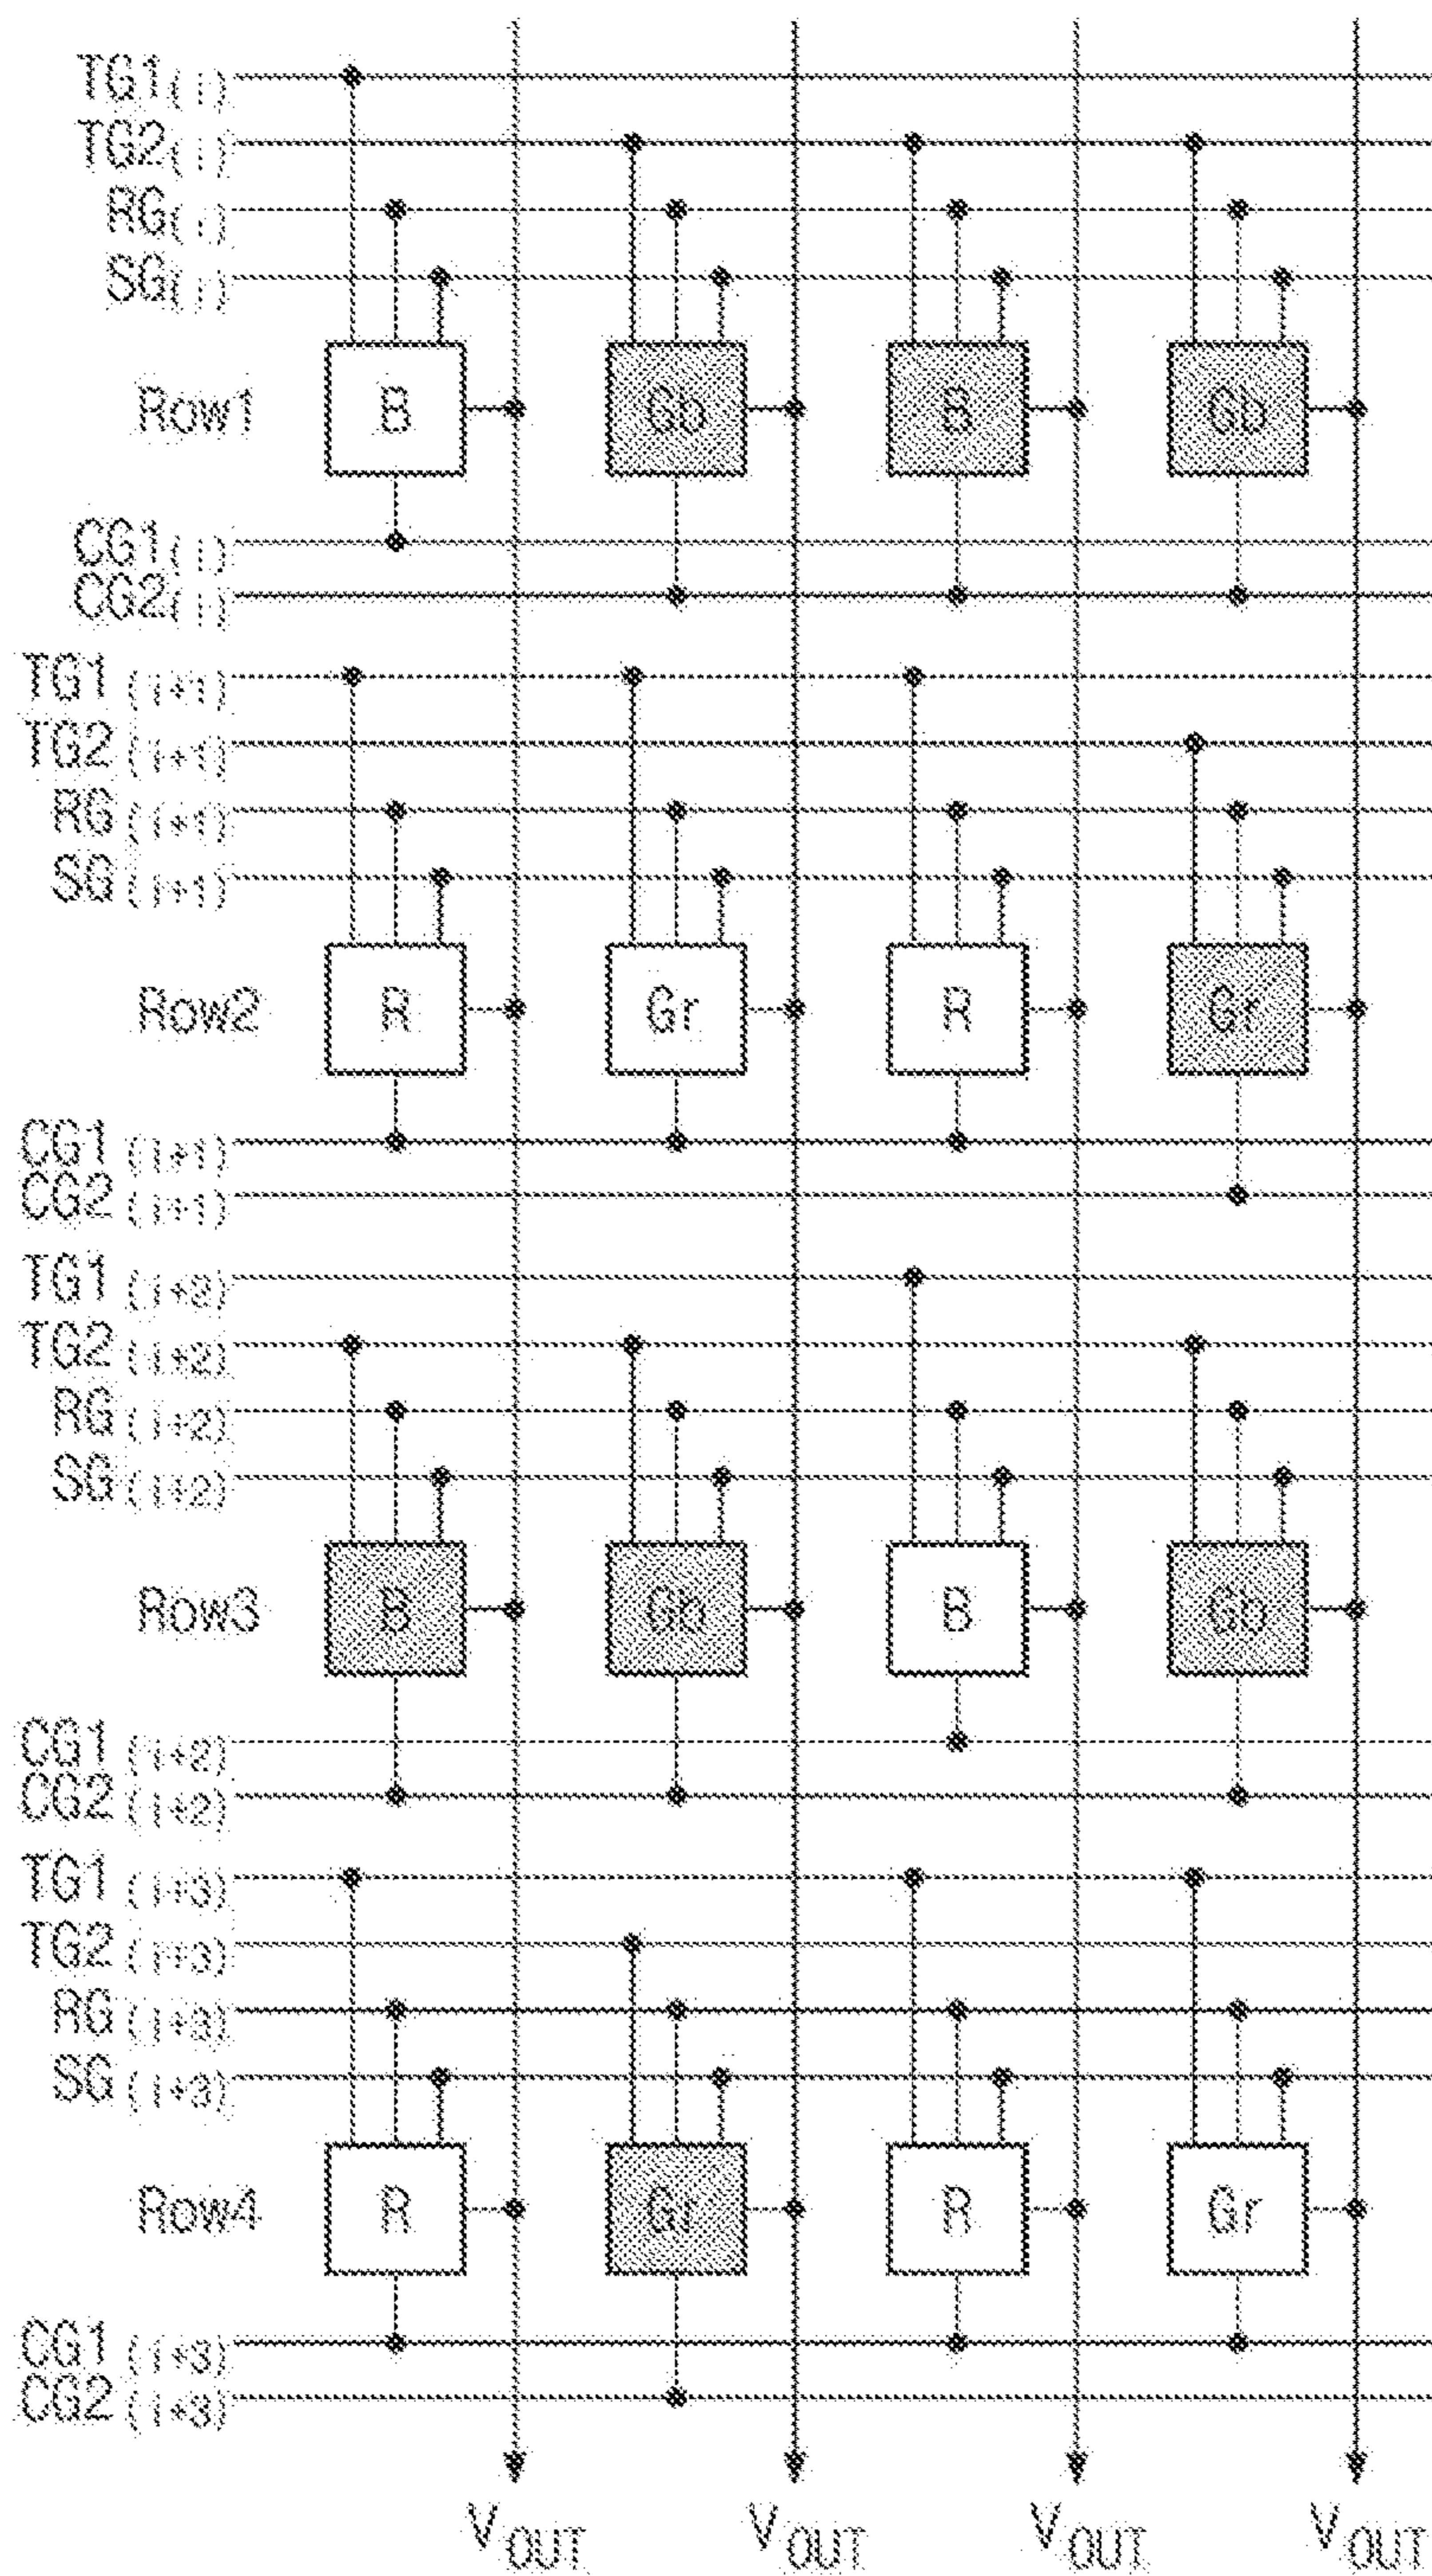 TG1(i)
TG2(i)
RG(i)
SG(i)
Row1 B Gb B Gb
CG1(i)
CG2(i)
TG1(i+1)
TG2(i+1)
RG(i+1)
SG(i+1)
Row2 R Gr R Gr
CG1(i+1)
CG2(i+1)
TG1(i+2)
TG2(i+2)
RG(i+2)
SG(i+2)
Row3 B Gb B Gb
CG1(i+2)
CG2(i+2)
TG1(i+3)
TG2(i+3)
RG(i+3)
SG(i+3)
Row4 R Gr R Gr
CG1(i+3)
CG2(i+3)
VOUT VOUT VOUT VOUT